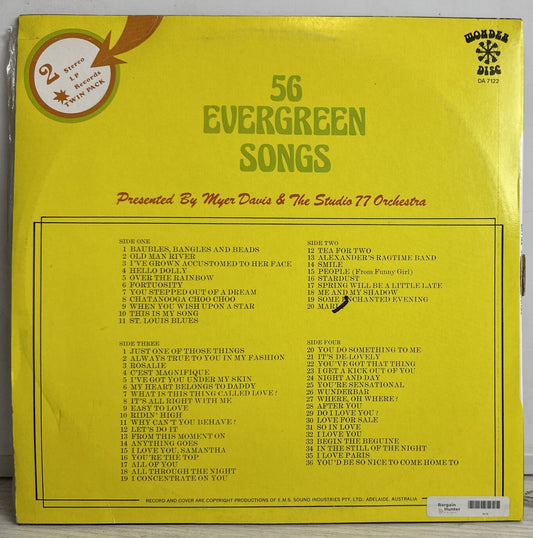 2
Stereo
LP
Records
TWIN PACK
WONDER
DISC
DA 7122
56
EVERGREEN
SONGS
Presented By Myer Davis & The Studio 77 Orchestra
SIDE ONE
1 BAUBLES, BANGLES AND BEADS
2 OLD MAN RIVER
3 I'VE GROWN ACCUSTOMED TO HER FACE
4 HELLO DOLLY
5 OVER THE RAINBOW
6 FORTUOSITY
7 YOU STEPPED OUT OF A DREAM
8 CHATANOOGA CHOO CHOO
9 WHEN YOU WISH UPON A STAR
10 THIS IS MY SONG
11 ST. LOUIS BLUES
SIDE TWO
12 TEA FOR TWO
13 ALEXANDER'S RAGTIME BAND
14 SMILE
15 PEOPLE (From Funny Girl)
16 STARDUST
17 SPRING WILL BE A LITTLE LATE
18 ME AND MY SHADOW
19 SOME ENCHANTED EVENING
20
SIDE THREE
1 JUST ONE OF THOSE THINGS
2 ALWAYS TRUE TO YOU IN MY FASHION
3 ROSALIE
4 C'EST MAGNIFIQUE
5 I'VE GOT YOU UNDER MY SKIN
6 MY HEART BELONGS TO DADDY
7 WHAT IS THIS THING CALLED LOVE?
8 IT'S ALL RIGHT WITH ME
9 EASY TO LOVE
10 RIDIN' HIGH
11 WHY CAN'T YOU BEHAVE?
12 LET'S DO IT
13 FROM THIS MOMENT ON
14 ANYTHING GOES
15 I LOVE YOU, SAMANTHA
16 YOU'RE THE TOP
17 ALL OF YOU
18 ALL THROUGH THE NIGHT
19 I CONCENTRATE ON YOU
SIDE FOUR
20 YOU DO SOMETHING TO ME
21 IT'S DE-LOVELY
22 YOU'VE GOT THAT THING
23 I GET A KICK OUT OF YOU
24 NIGHT AND DAY
25 YOU'RE SENSATIONAL
26 WUNDERBAR
27 WHERE, OH WHERE?
28 AFTER YOU
29 DO I LOVE YOU?
30 LOVE FOR SALE
31 SO IN LOVE
32 I LOVE YOU
33 BEGIN THE BEGUINE
34 IN THE STILL OF THE NIGHT
35 I LOVE PARIS
36 YOU'D BE SO NICE TO COME HOME TO
RECORD AND COVER ARE COPYRIGHT PRODUCTIONS OF E.M.S. SOUND INDUSTRIES PTY. LTD., ADELAIDE, AUSTRALIA
Bargain
Hunter